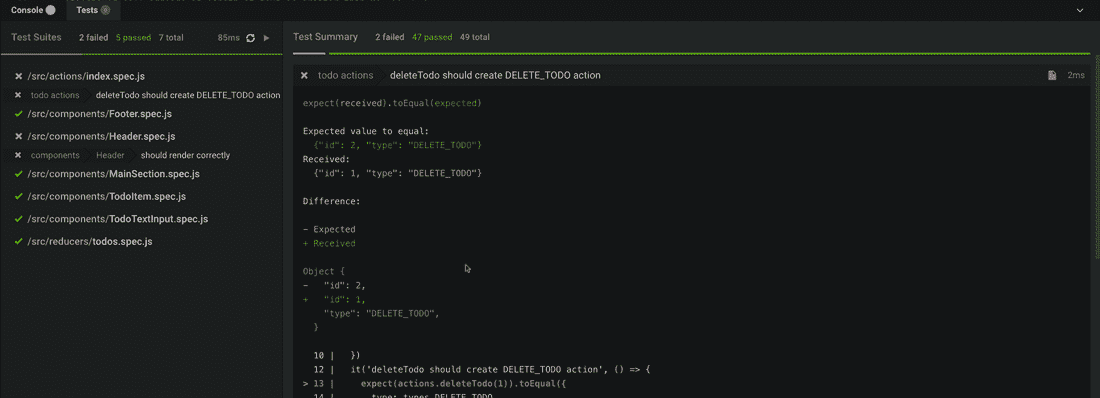 Console
Tests
Test Suites 2 failed 5 passed 7 total 85ms
/src/actions/index.spec.js
todo actions deleteTodo should create DELETE_TODO action
/src/components/Footer.spec.js
/src/components/Header.spec.js
components Header should render correctly
/src/components/MainSection.spec.js
/src/components/TodoItem.spec.js
/src/components/TodoTextInput.spec.js
/src/reducers/todos.spec.js
Test Summary 2 failed 47 passed 49 total
todo actions deleteTodo should create DELETE_TODO action 2ms
expect(received).toEqual(expected)
Expected value to equal:
{"id": 2, "type": "DELETE_TODO"}
Received:
{"id": 1, "type": "DELETE_TODO"}
Difference:
- Expected
+ Received
Object {
- "id": 2,
+ "id": 1,
"type": "DELETE_TODO",
}
10 | })
12 | it('deleteTodo should create DELETE_TODO action', () => {
> 13 | expect(actions.deleteTodo(1)).toEqual({
14 | type: types.DELETE_TODO